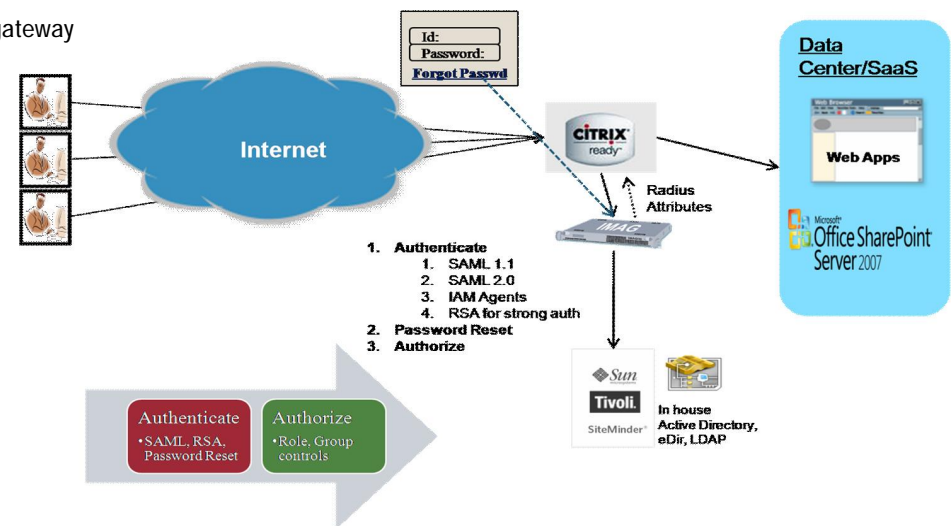 gateway
Id:
Password:
Forgot Passwd
Internet
CITRIX
ready
Radius
Attributes
IMAG
Data
Center/SaaS
Web Browser
Web Apps
Microsoft
Office SharePoint
Server 2007
1. Authenticate
1. SAML 1.1
2. SAML 2.0
3. IAM Agents
4. RSA for strong auth
2. Password Reset
3. Authorize
Authenticate
•SAML, RSA,
Password Reset
Authorize
•Role, Group
controls
Sun
Tivoli.
SiteMinder
In house
Active Directory,
eDir, LDAP